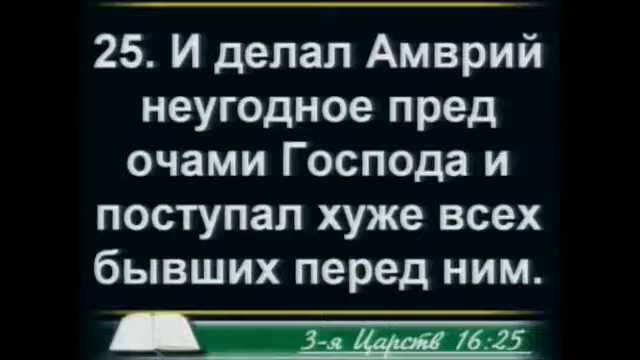 25. И делал Амврий
неугодное пред
очами Господа и
поступал хуже всех
бывших перед ним.
3-я Царств 16:25